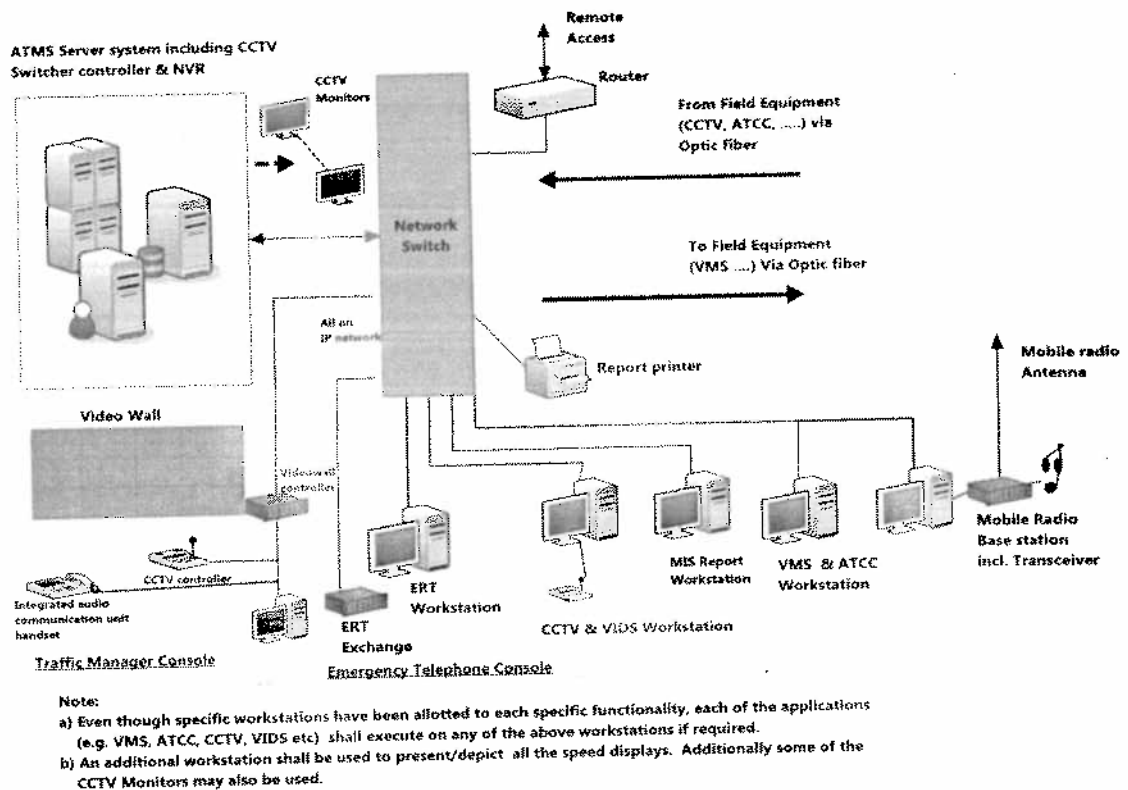 ATMS Server system including CCTV
Switcher controller & NVR
CCTV
Monitors
Remote
Access
Router
From Field Equipment
(CCTV, ATCC, .....) via
Optic fiber
Network
Switch
To Field Equipment
(VMS ....) Via Optic fiber
All on
IP network
Report printer
Mobile radio
Antenna
Video Wall
Videowall
controller
CCTV controller
Integrated audio
communication unit
handset
Traffic Manager Console
ERT
Workstation
ERT
Exchange
Emergency Telephone Console
CCTV & VIDS Workstation
MIS Report
Workstation
VMS & ATCC
Workstation
Mobile Radio
Base station
incl. Transceiver
Note:
a) Even though specific workstations have been allotted to each specific functionality, each of the applications
(e.g. VMS, ATCC, CCTV, VIDS etc) shall execute on any of the above workstations if required.
b) An additional workstation shall be used to present/depict all the speed displays. Additionally some of the
CCTV Monitors may also be used.